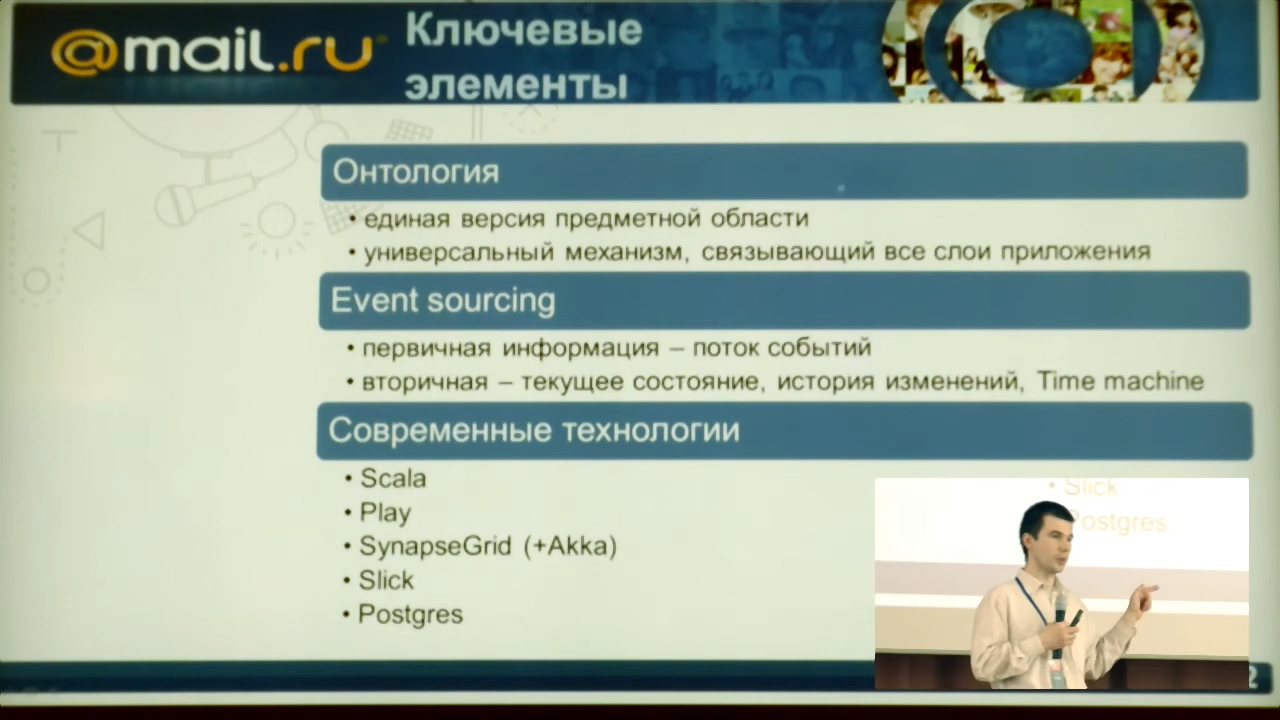 @mail.ru
Ключевые
элементы
Онтология
• единая версия предметной области
• универсальный механизм, связывающий все слои приложения
Event sourcing
• первичная информация – поток событий
• вторичная – текущее состояние, история изменений, Time machine
Современные технологии
• Scala
• Play
• SynapseGrid (+Akka)
• Slick
• Postgres
• Slick
Postgres
2